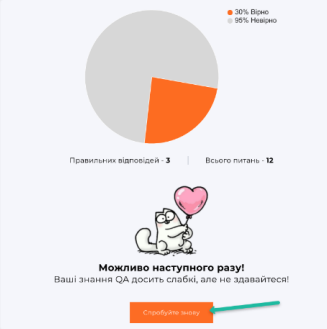 30% Вірно
95% Невірно
Правильних відповідей - 3 | Всього питань - 12
Можливо наступного разу!
Ваші знання QA досить слабкі, але не здавайтеся!
Спробуйте знову